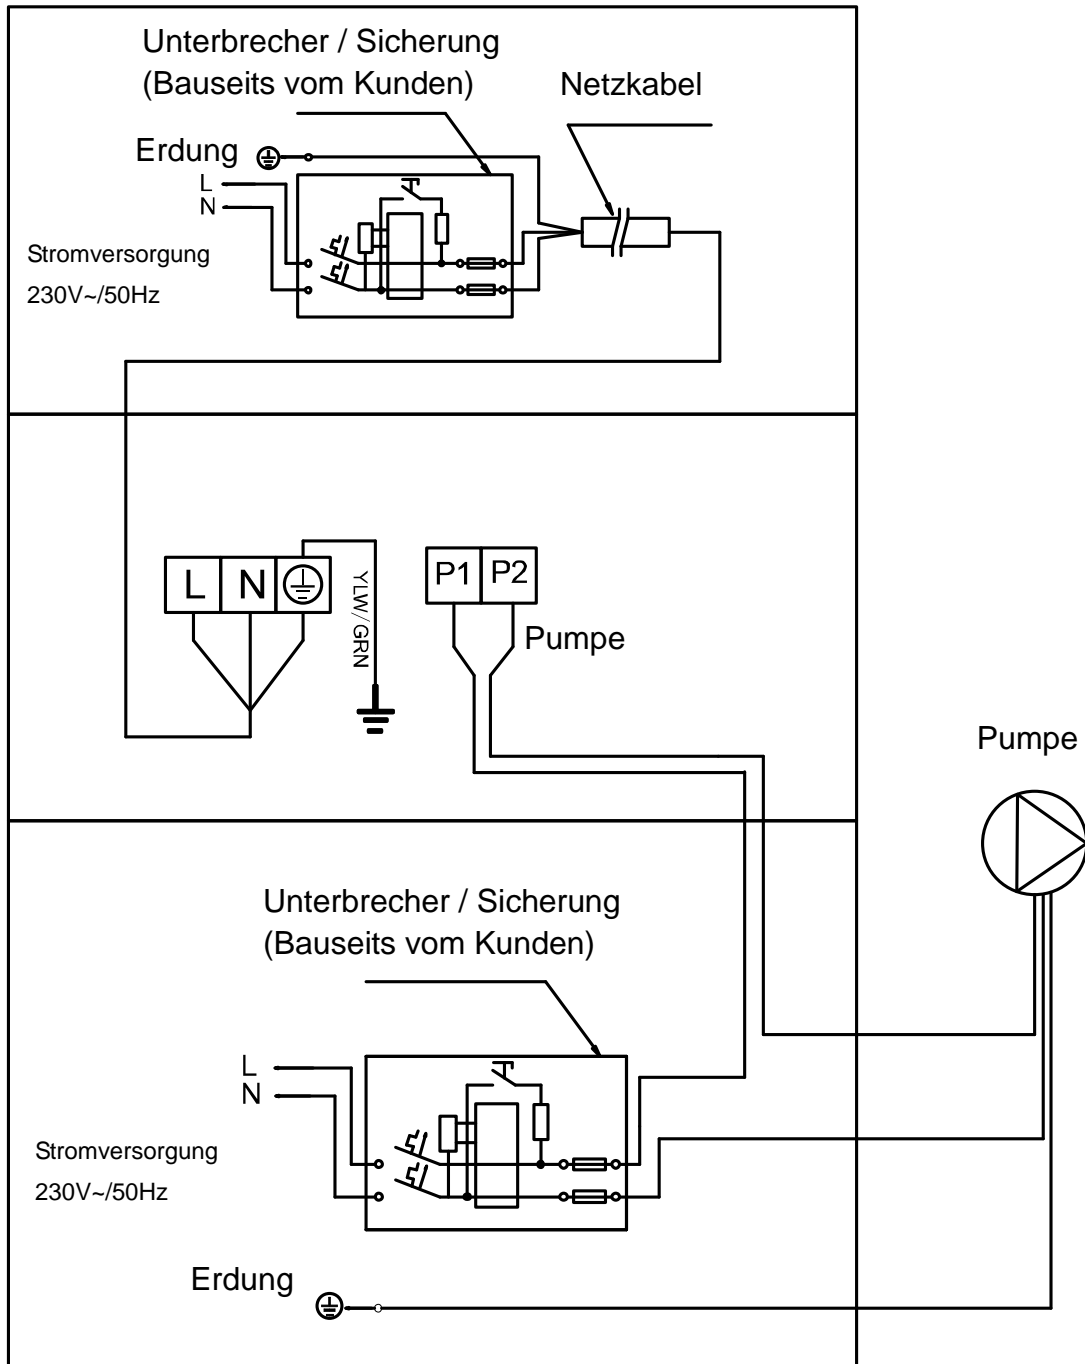 Unterbrecher / Sicherung
(Bauseits vom Kunden)
Netzkabel
Erdung
L
N
Stromversorgung
230V~/50Hz
L N
YLW/GRN
P1 P2
Pumpe
Pumpe
Unterbrecher / Sicherung
(Bauseits vom Kunden)
L
N
Stromversorgung
230V~/50Hz
Erdung